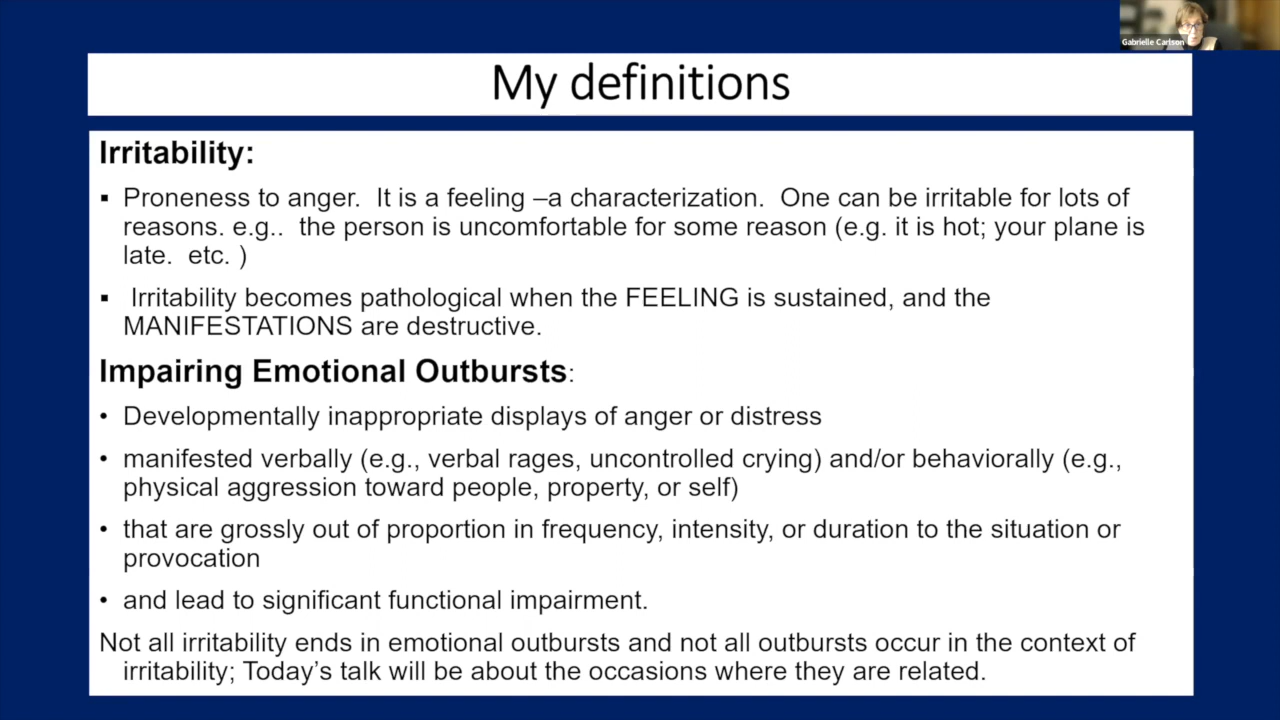 Gabrielle Carlson
My definitions
Irritability:
▪ Proneness to anger.  It is a feeling –a characterization.  One can be irritable for lots of
reasons. e.g..  the person is uncomfortable for some reason (e.g. it is hot; your plane is
late.  etc. )
▪ Irritability becomes pathological when the FEELING is sustained, and the
MANIFESTATIONS are destructive.
Impairing Emotional Outbursts:
• Developmentally inappropriate displays of anger or distress
• manifested verbally (e.g., verbal rages, uncontrolled crying) and/or behaviorally (e.g.,
physical aggression toward people, property, or self)
• that are grossly out of proportion in frequency, intensity, or duration to the situation or
provocation
• and lead to significant functional impairment.
Not all irritability ends in emotional outbursts and not all outbursts occur in the context of
irritability; Today’s talk will be about the occasions where they are related.